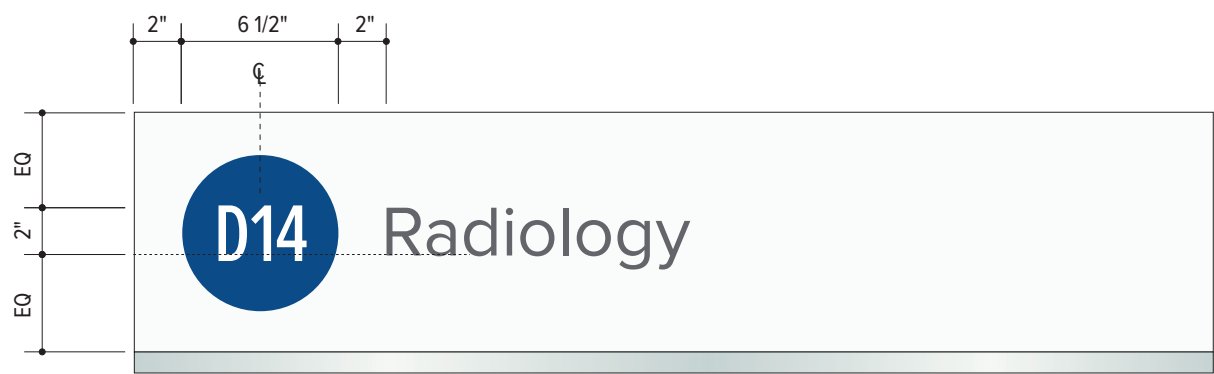 2" 6 1/2" 2"
℄
EQ
2"
EQ
D14 Radiology